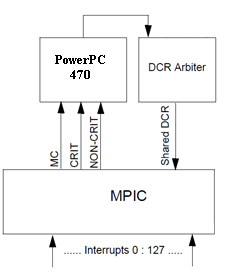 PowerPC
470
DCR Arbiter
MC
CRIT
NON-CRIT
Shared DCR
MPIC
...... Interrupts 0 : 127 .....